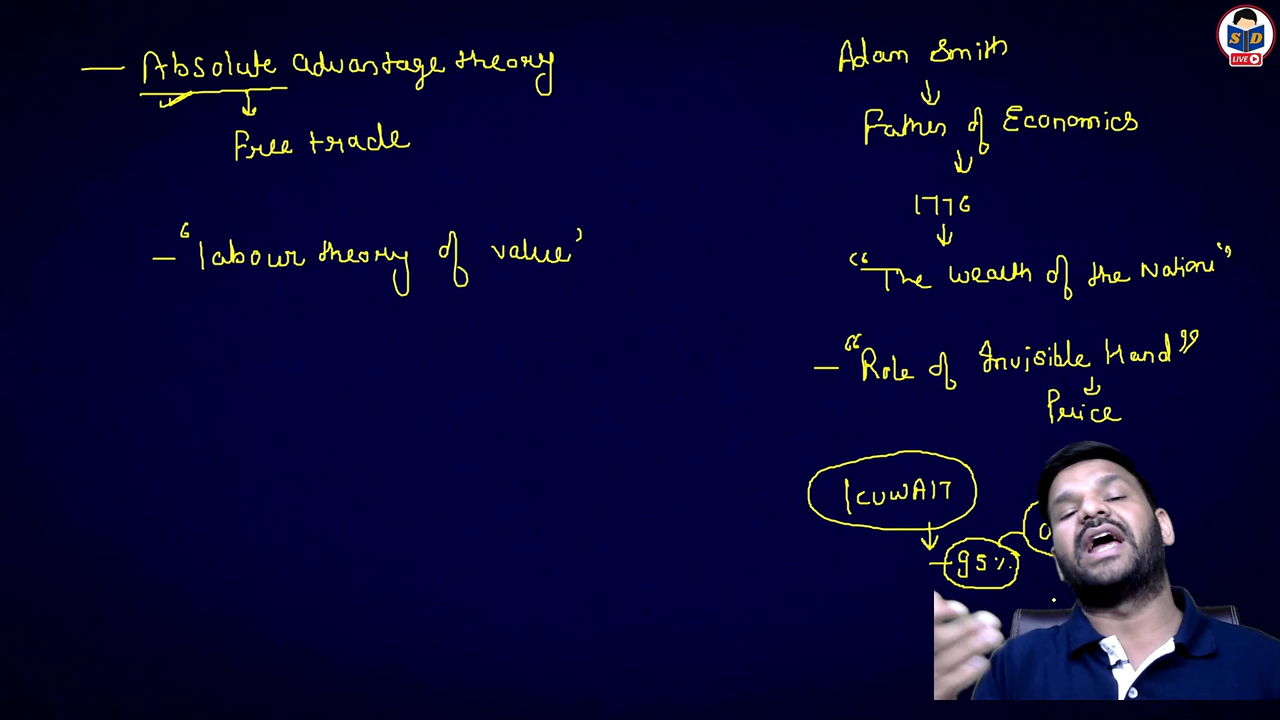 — Absolute advantage theory
Free trade
— ‘labour theory of value’
Adam Smith
Father of Economics
1776
“The Wealth of the Nations”
— “Role of Invisible Hand”
Price
KUWAIT
— 95%
S D
LIVE